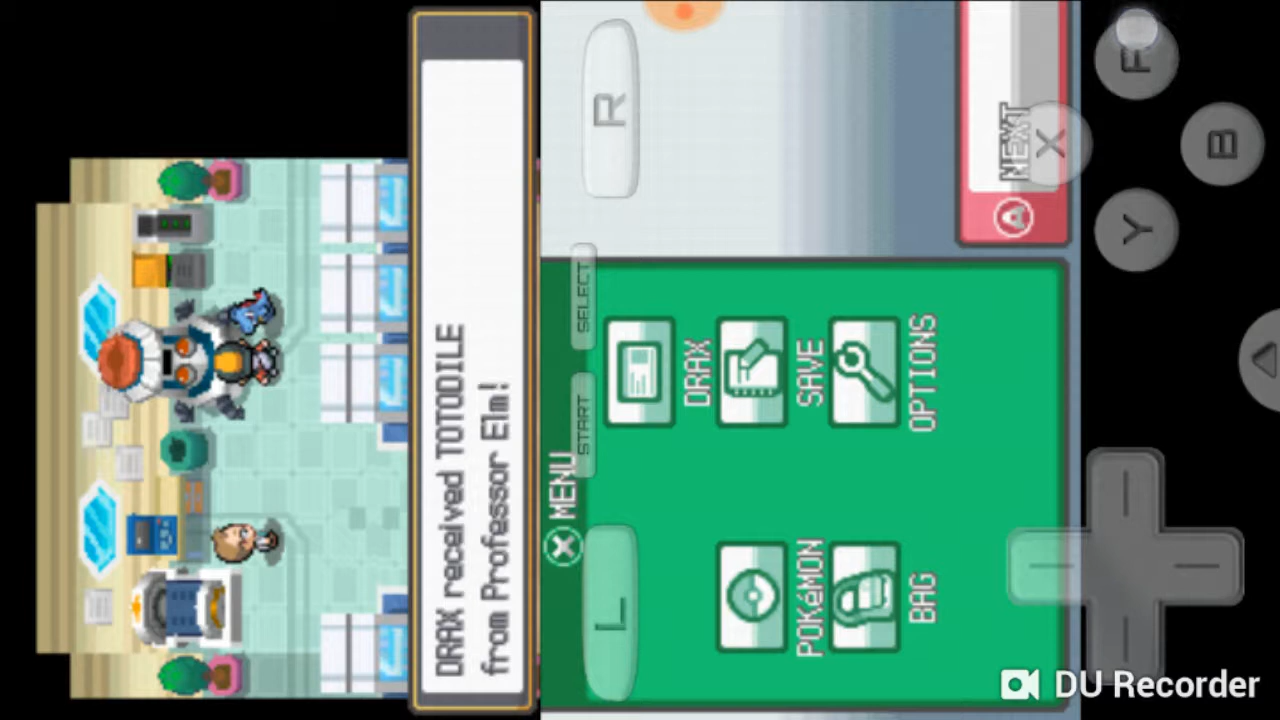 DRAX received TOTODILE
from Professor Elm!
MENU
DRAX
POKéMON
SAVE
BAG
OPTIONS
NEXT
A
X
L
R
START
SELECT
F
X
B
Y
DU Recorder